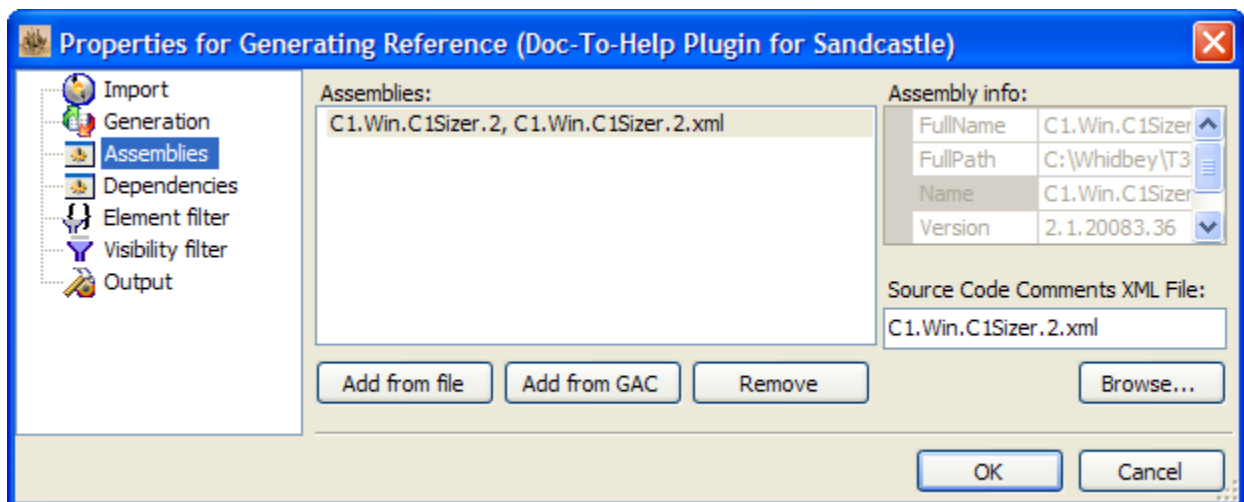 Properties for Generating Reference (Doc-To-Help Plugin for Sandcastle)
Import
Generation
Assemblies
Dependencies
Element filter
Visibility filter
Output
Assemblies:
C1.Win.C1Sizer.2, C1.Win.C1Sizer.2.xml
Add from file
Add from GAC
Remove
Assembly info:
FullName C1.Win.C1Sizer
FullPath C:\Whidbey\T3
Name C1.Win.C1Sizer
Version 2.1.20083.36
Source Code Comments XML File:
C1.Win.C1Sizer.2.xml
Browse...
OK
Cancel